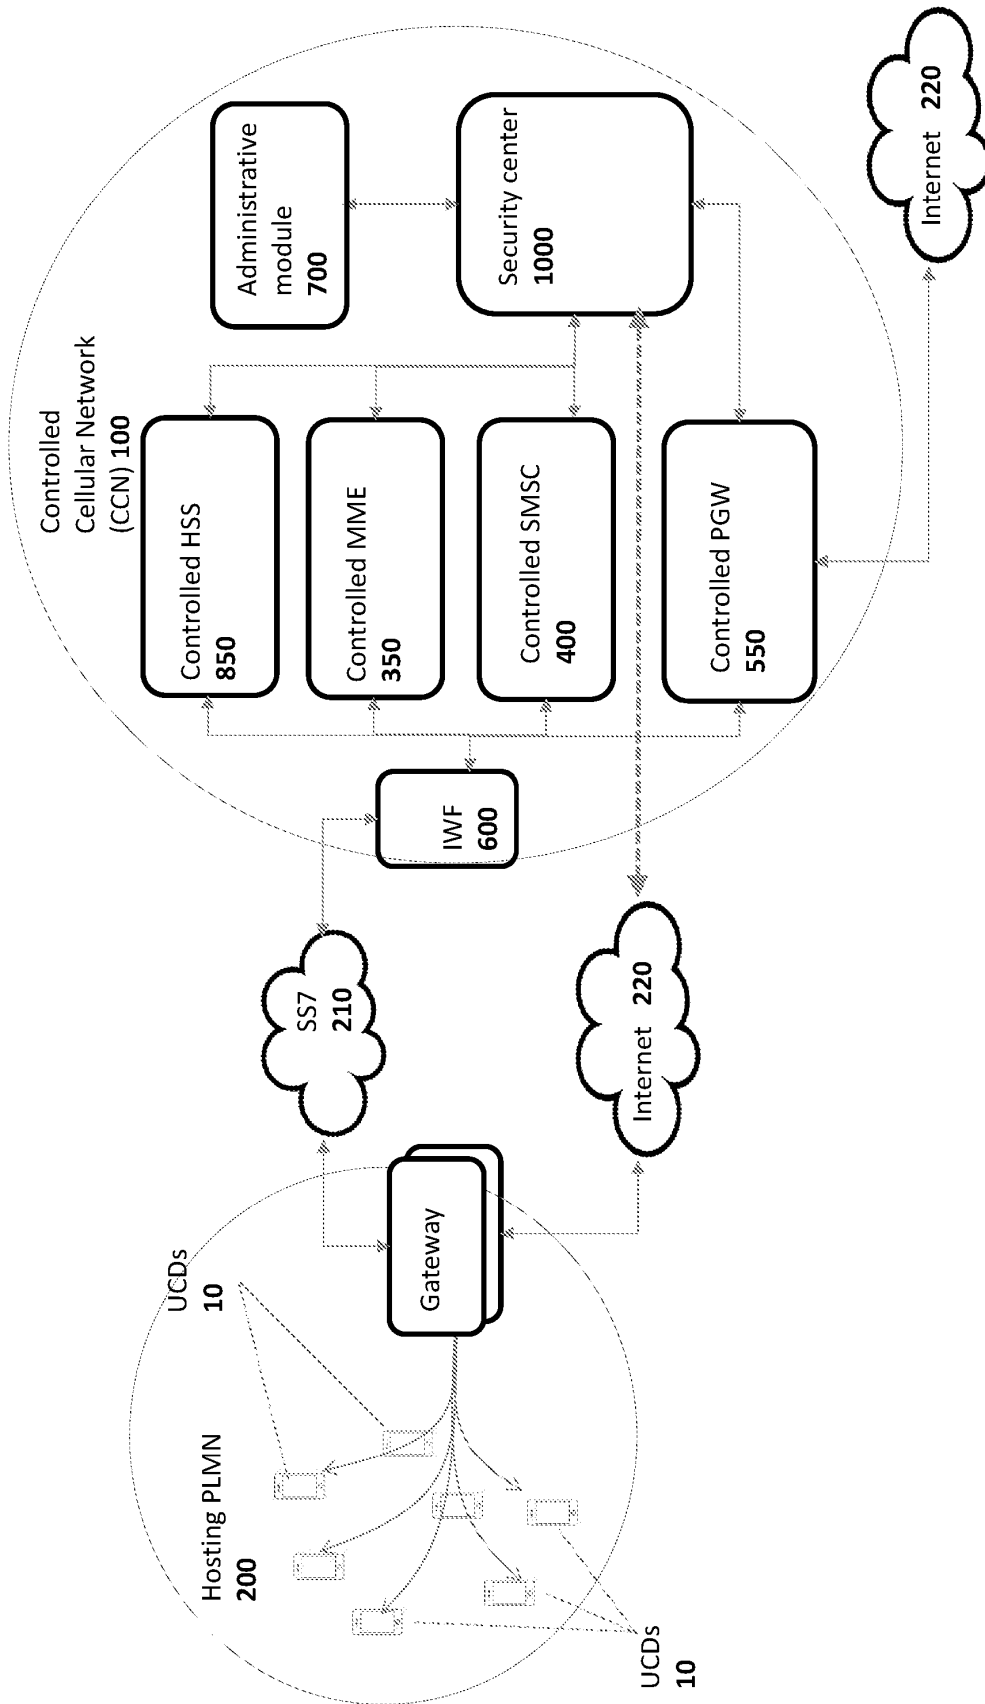 Hosting PLMN
200
UCDs
10
UCDs
10
Gateway
SS7
210
Internet 220
IWF
600
Controlled
Cellular Network
(CCN) 100
Controlled HSS
850
Controlled MME
350
Controlled SMSC
400
Controlled PGW
550
Administrative
module
700
Security center
1000
Internet 220